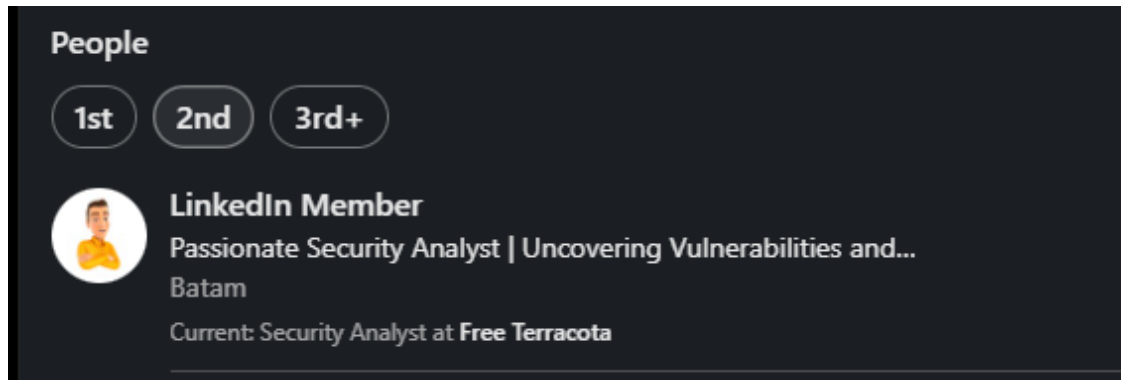 People
1st 2nd 3rd+
LinkedIn Member
Passionate Security Analyst | Uncovering Vulnerabilities and...
Batam
Current: Security Analyst at Free Terracota